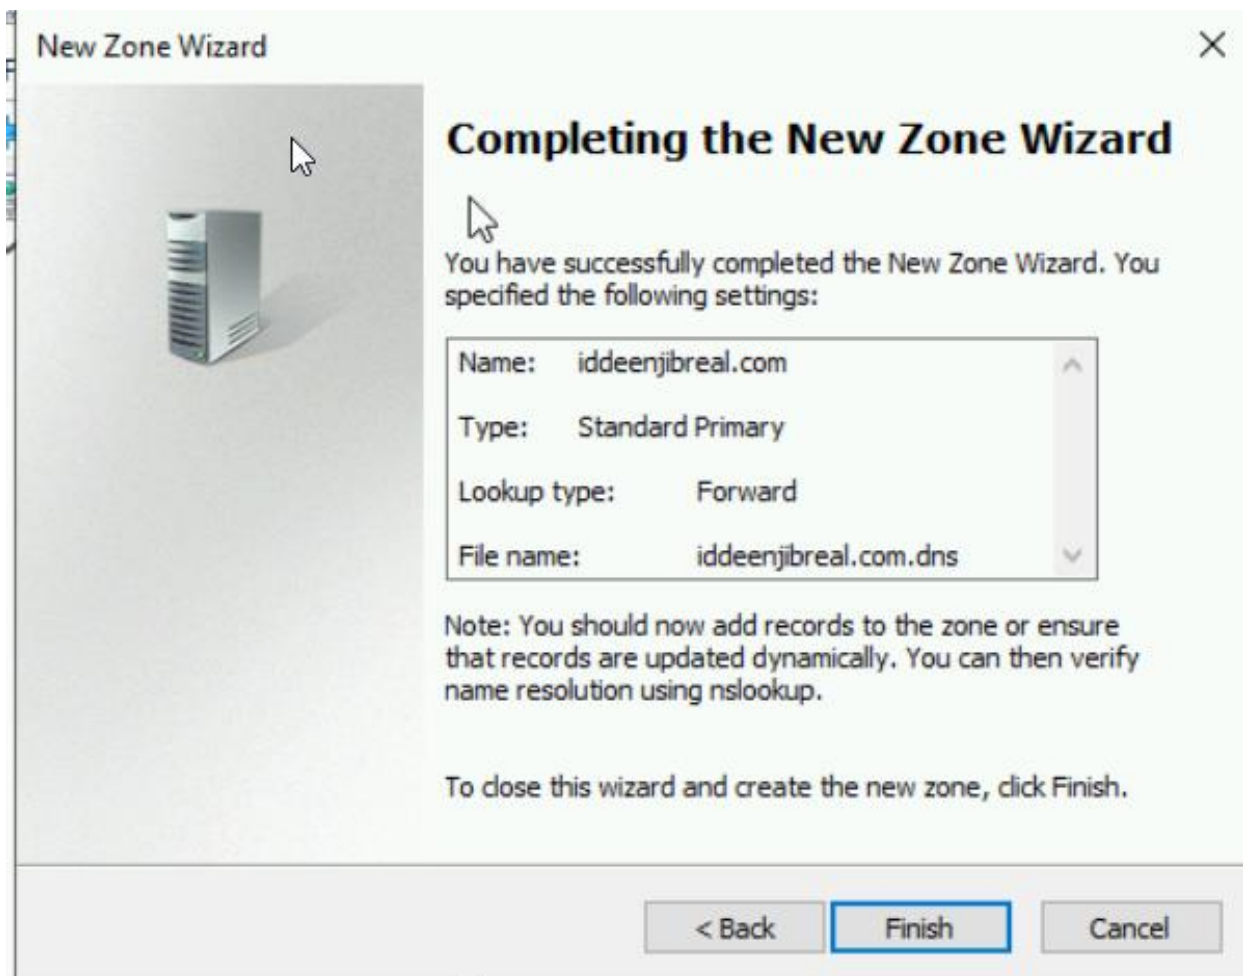 New Zone Wizard
Completing the New Zone Wizard
You have successfully completed the New Zone Wizard. You
specified the following settings:
Name: iddeenjibreal.com
Type: Standard Primary
Lookup type: Forward
File name: iddeenjibreal.com.dns
Note: You should now add records to the zone or ensure
that records are updated dynamically. You can then verify
name resolution using nslookup.
To close this wizard and create the new zone, click Finish.
< Back Finish Cancel